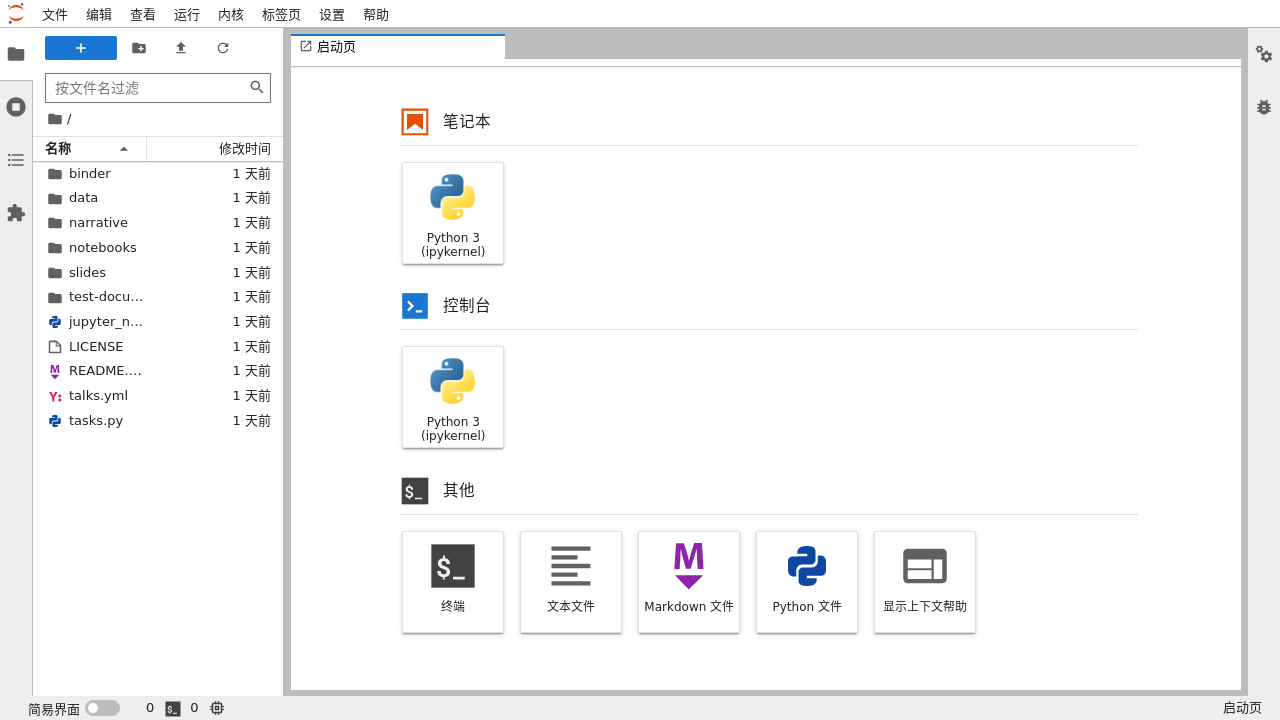 文件 编辑 查看 运行 内核 标签页 设置 帮助
启动页
按文件名过滤
/
名称 修改时间
binder 1 天前
data 1 天前
narrative 1 天前
notebooks 1 天前
slides 1 天前
test-docu… 1 天前
jupyter_n… 1 天前
LICENSE 1 天前
README.… 1 天前
talks.yml 1 天前
tasks.py 1 天前
笔记本
Python 3
(ipykernel)
控制台
Python 3
(ipykernel)
$_ 其他
$_ M
终端 文本文件 Markdown 文件 Python 文件 显示上下文帮助
简易界面 0 $_ 0 启动页